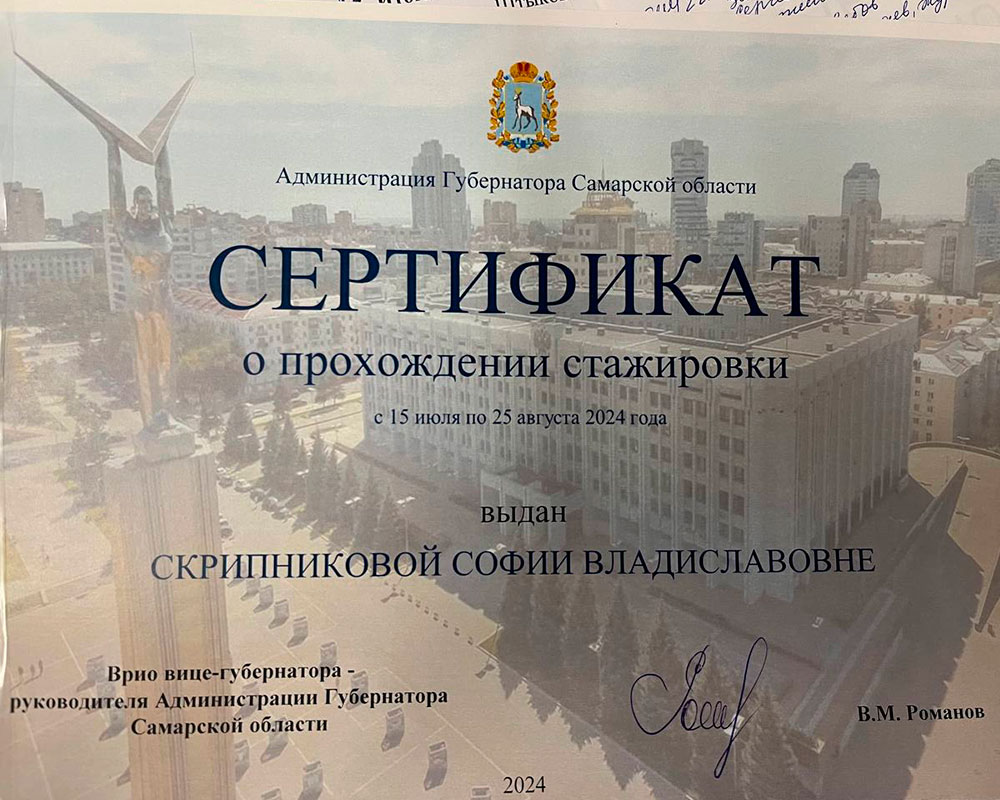 Администрация Губернатора Самарской области
СЕРТИФИКАТ
о прохождении стажировки
с 15 июля по 25 августа 2024 года
выдан
СКРИПНИКОВОЙ СОФИИ ВЛАДИСЛАВОВНЕ
Врио вице-губернатора -
руководителя Администрации Губернатора
Самарской области
В.М. Романов
2024